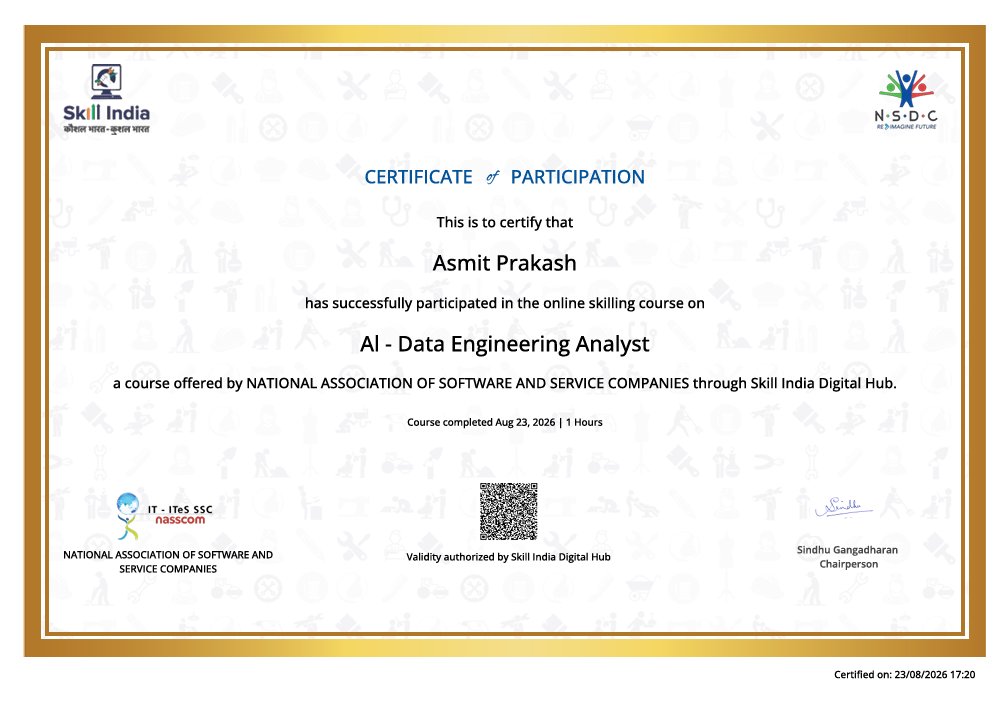 Skill India
कौशल भारत-कुशल भारत
N·S·D·C
RE IMAGINE FUTURE
CERTIFICATE of PARTICIPATION
This is to certify that
Asmit Prakash
has successfully participated in the online skilling course on
Al - Data Engineering Analyst
a course offered by NATIONAL ASSOCIATION OF SOFTWARE AND SERVICE COMPANIES through Skill India Digital Hub.
Course completed Aug 23, 2026 | 1 Hours
IT - ITeS SSC
nasscom
NATIONAL ASSOCIATION OF SOFTWARE AND
SERVICE COMPANIES
Validity authorized by Skill India Digital Hub
Sindhu
Sindhu Gangadharan
Chairperson
Certified on: 23/08/2026 17:20